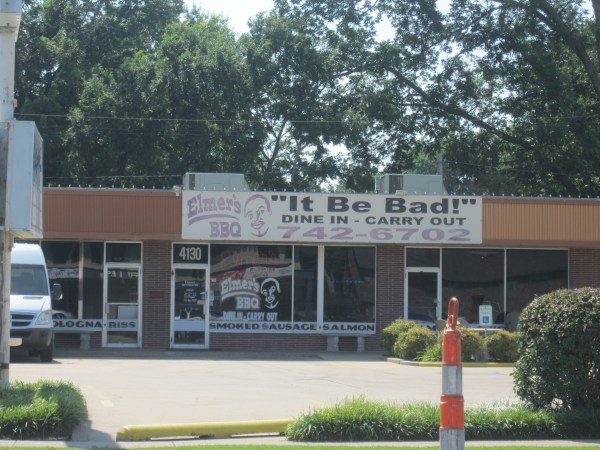 Elmer's
BBQ
"It Be Bad!"
DINE IN - CARRY OUT
742-6702
4130
Elmer's
BBQ
DINE IN - CARRY OUT
OLOGNA · RIBS
SMOKED SAUSAGE · SALMON